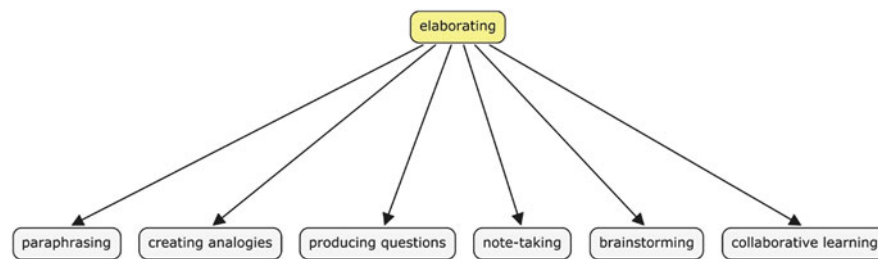 elaborating
paraphrasing
creating analogies
producing questions
note-taking
brainstorming
collaborative learning